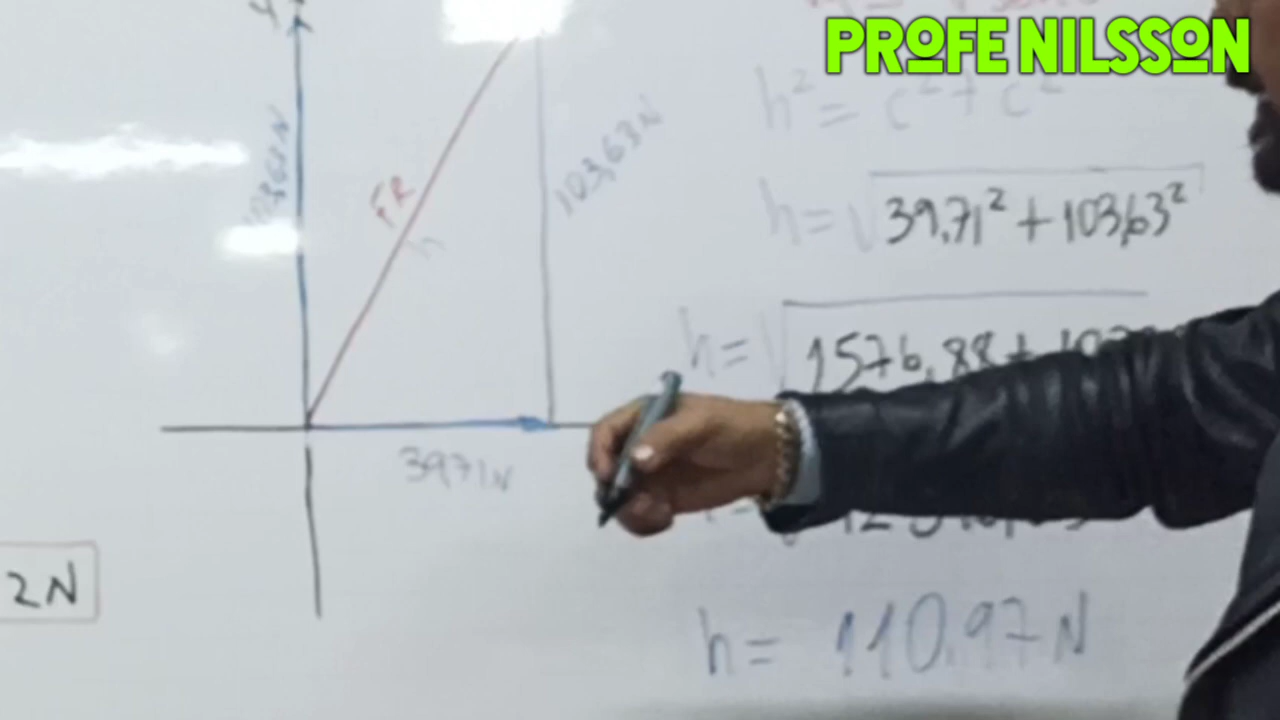 PROFE NILSSON
h² = c² + c²
103,63N
FR
h
103,63N
h = √39,71² + 103,63²
h = √1576,88 +
39,71N
2N
h = 110,97 N